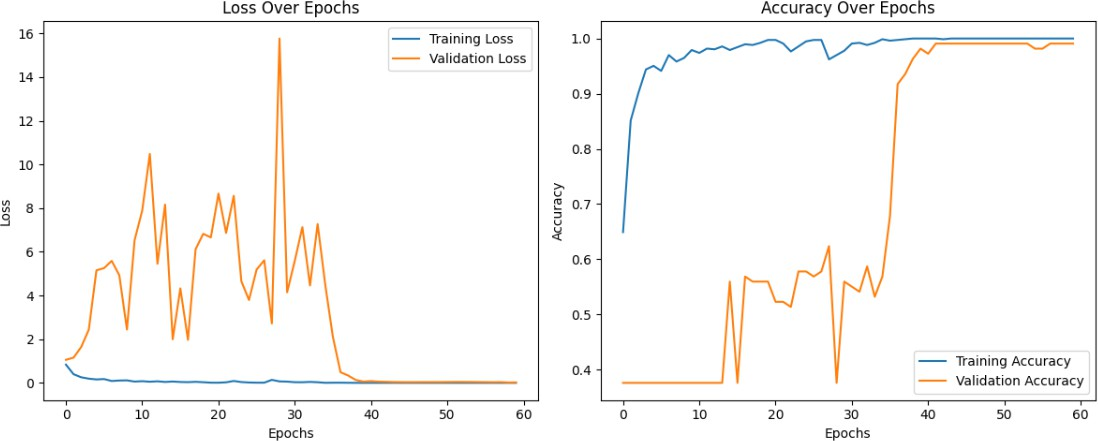 Loss Over Epochs
16
14
12
10
8
6
4
2
0
Loss
0 10 20 30 40 50 60
Epochs
Training Loss
Validation Loss
Accuracy Over Epochs
1.0
0.9
0.8
0.7
0.6
0.5
0.4
Accuracy
0 10 20 30 40 50 60
Epochs
Training Accuracy
Validation Accuracy